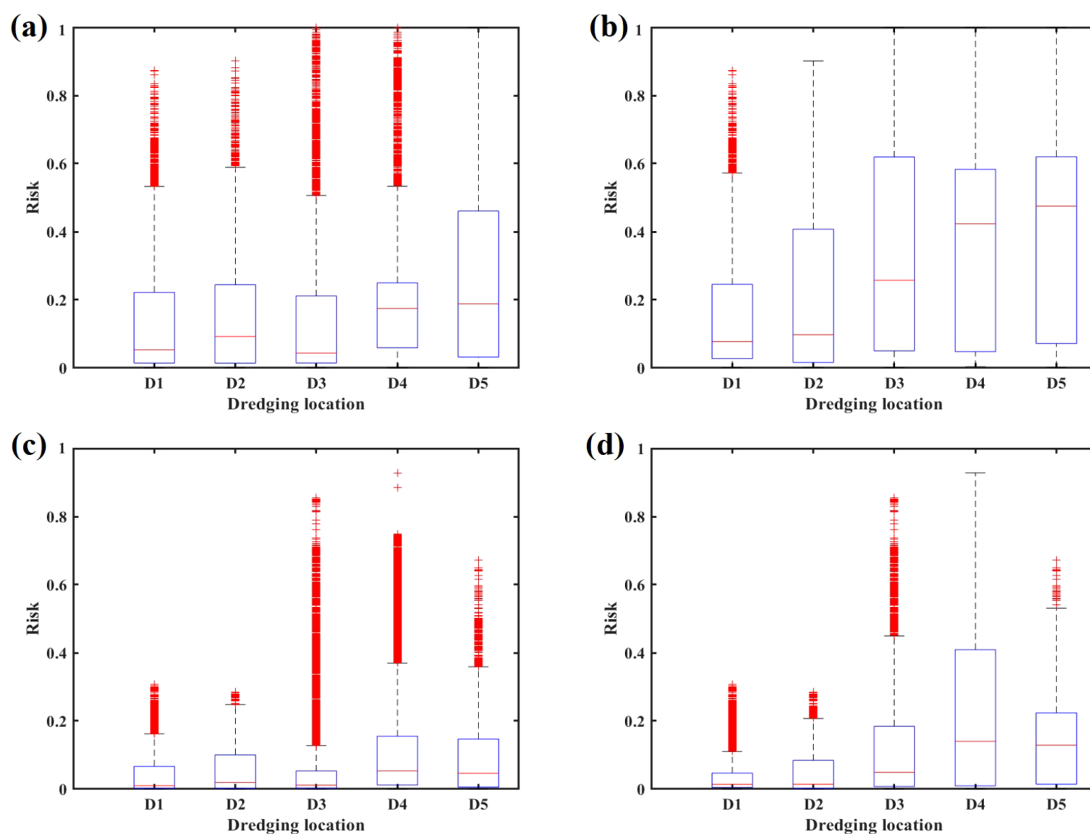 (a)
1
0.8
0.6
0.4
0.2
0
Risk
D1 D2 D3 D4 D5
Dredging location
(b)
1
0.8
0.6
0.4
0.2
0
Risk
D1 D2 D3 D4 D5
Dredging location
(c)
1
0.8
0.6
0.4
0.2
0
Risk
D1 D2 D3 D4 D5
Dredging location
(d)
1
0.8
0.6
0.4
0.2
0
Risk
D1 D2 D3 D4 D5
Dredging location